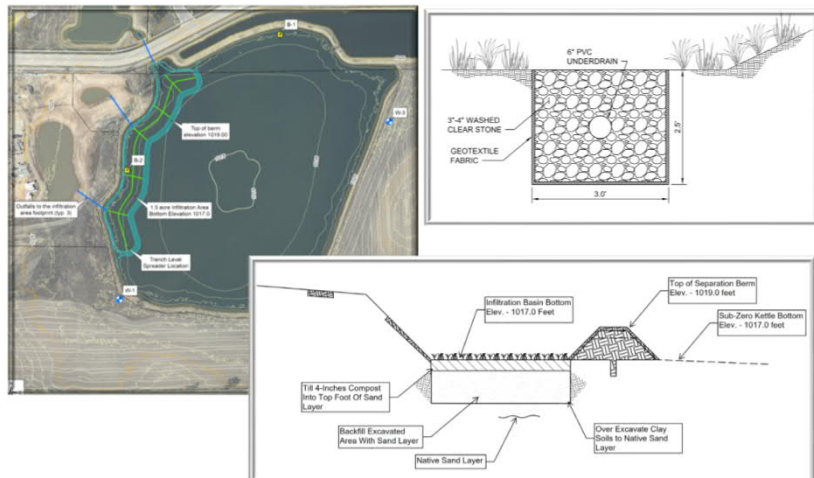 B-1
W-3
Top of berm
elevation 1019.00
B-2
1.5 acre Infiltration Area
Bottom Elevation 1017.0
Outfalls to the infiltration
area footprint (typ. 3)
Trench Level
Spreader Location
W-1
6" PVC
UNDERDRAIN
3"-4" WASHED
CLEAR STONE
GEOTEXTILE
FABRIC
2.5'
3.0'
Infiltration Basin Bottom
Elev. - 1017.0 Feet
Top of Separation Berm
Elev. - 1019.0 feet
Sub-Zero Kettle Bottom
Elev. - 1017.0 feet
Till 4-Inches Compost
Into Top Foot Of Sand
Layer
Backfill Excavated
Area With Sand Layer
Over Excavate Clay
Soils to Native Sand
Layer
Native Sand Layer